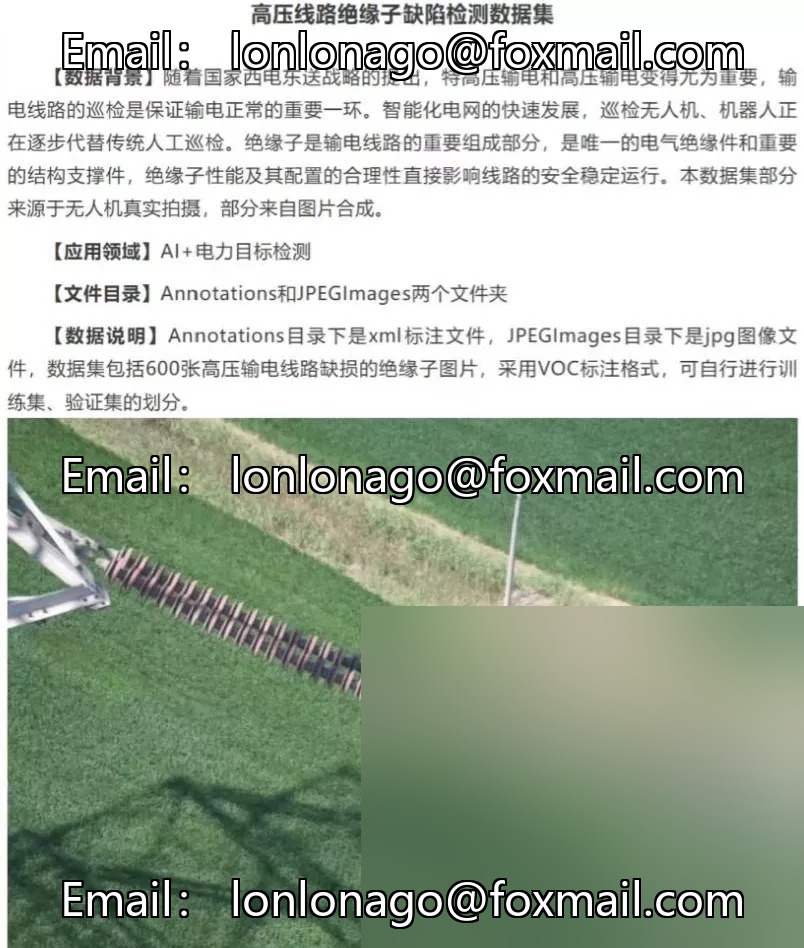 高压线路绝缘子缺陷检测数据集
Email： lonlonago@foxmail.com
【数据背景】随着国家西电东送战略的提出，特高压输电和高压输电变得尤为重要，输
电线路的巡检是保证输电正常的重要一环。智能化电网的快速发展，巡检无人机、机器人正
在逐步代替传统人工巡检。绝缘子是输电线路的重要组成部分，是唯一的电气绝缘件和重要
的结构支撑件，绝缘子性能及其配置的合理性直接影响线路的安全稳定运行。本数据集部分
来源于无人机真实拍摄，部分来自图片合成。
【应用领域】AI+电力目标检测
【文件目录】Annotations和JPEGImages两个文件夹
【数据说明】Annotations目录下是xml标注文件，JPEGImages目录下是jpg图像文
件，数据集包括600张高压输电线路缺损的绝缘子图片，采用VOC标注格式，可自行进行训
练集、验证集的划分。
Email： lonlonago@foxmail.com
Email： lonlonago@foxmail.com